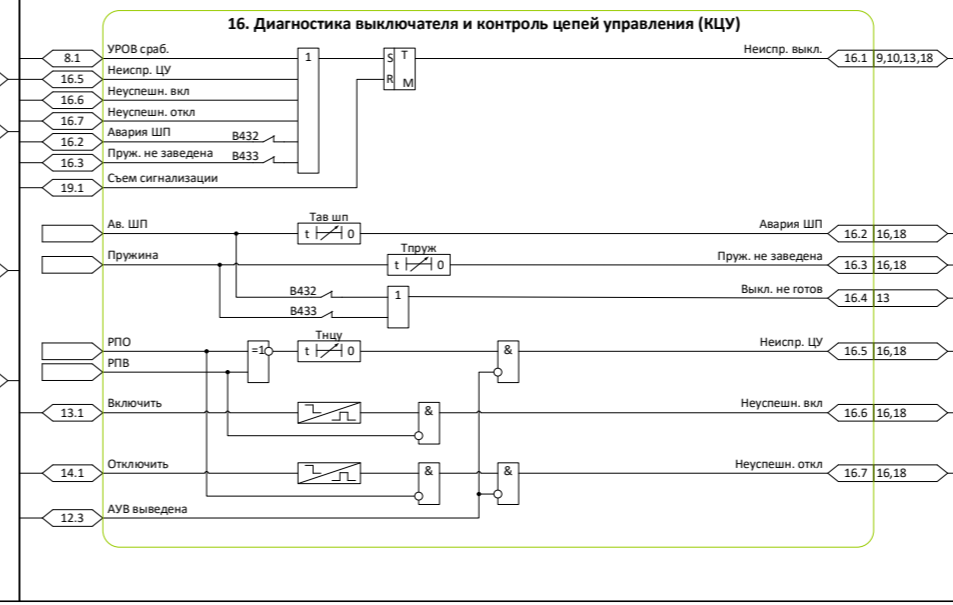 16. Диагностика выключателя и контроль цепей управления (КЦУ)
8.1 УРОВ сраб. 1 S T Неиспр. выкл. 16.1 9,10,13,18
16.5 Неиспр. ЦУ R M
16.6 Неуспешн. вкл
16.7 Неуспешн. откл
16.2 Авария ШП В432
16.3 Пруж. не заведена В433
19.1 Съем сигнализации
Ав. ШП Тав шп t 0 Авария ШП 16.2 16,18
Пружина Тпруж t 0 Пруж. не заведена 16.3 16,18
В432 1 Выкл. не готов 16.4 13
В433
РПО =1 Тнцу t 0 & Неиспр. ЦУ 16.5 16,18
РПВ
13.1 Включить & Неуспешн. вкл 16.6 16,18
14.1 Отключить & & Неуспешн. откл 16.7 16,18
12.3 АУВ выведена